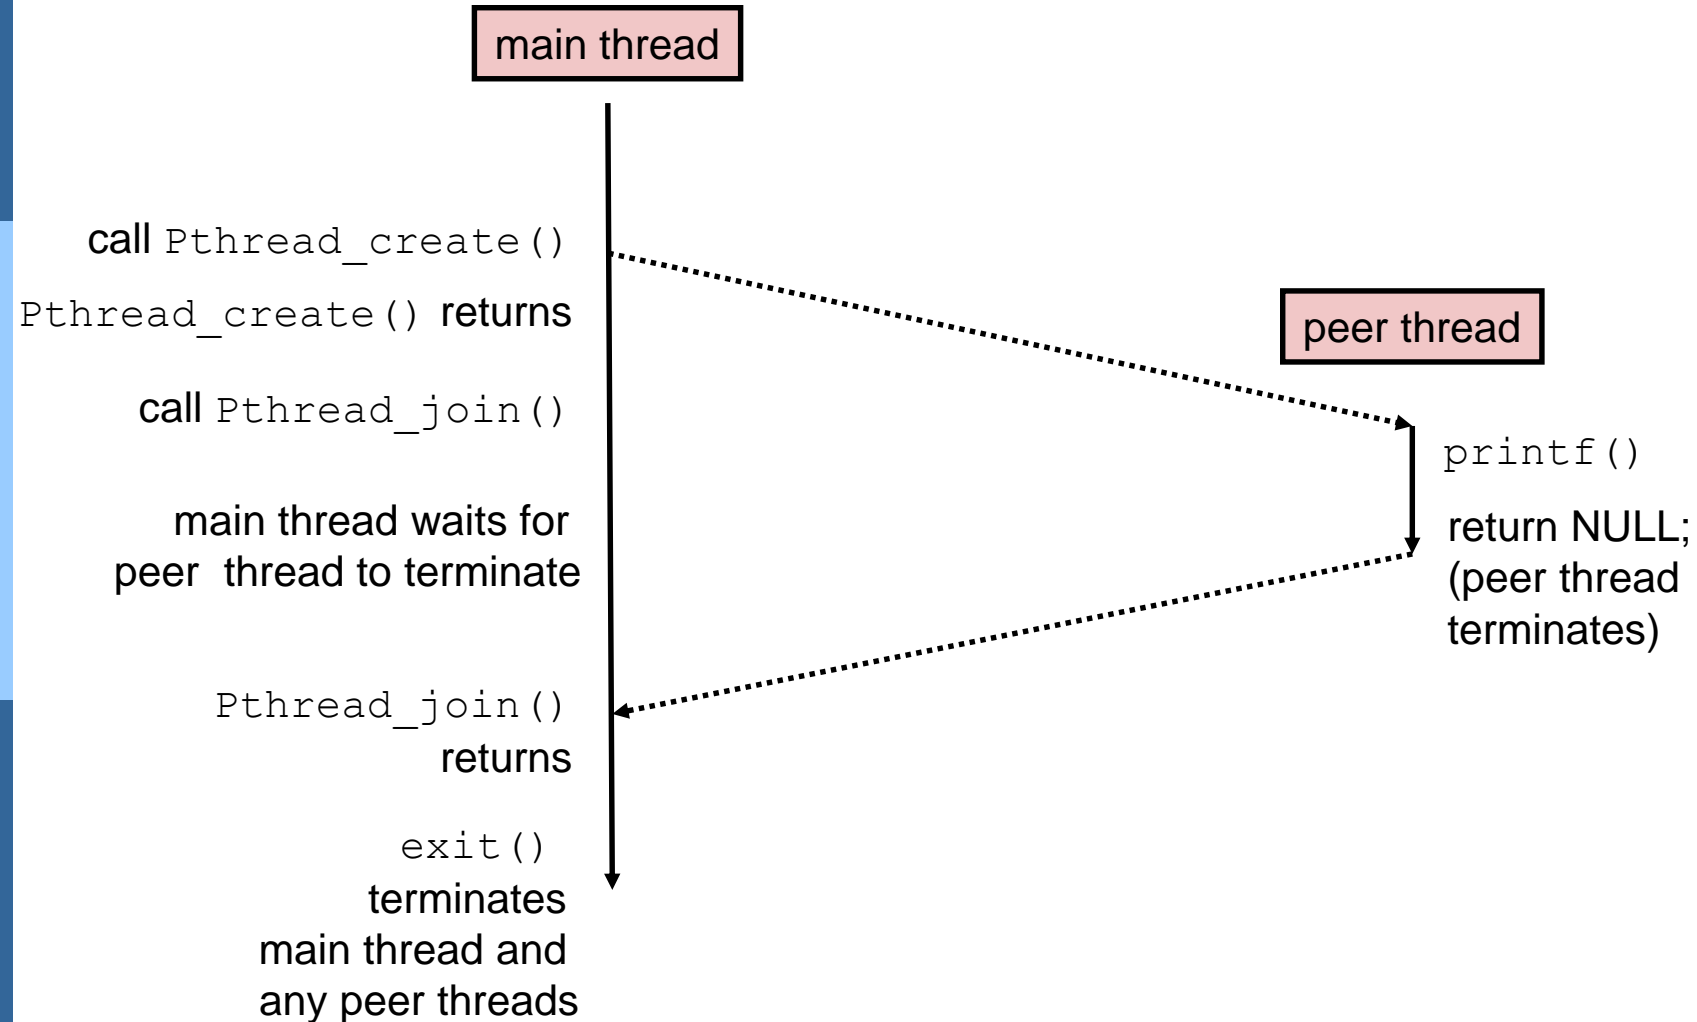 main thread
call Pthread_create()
Pthread_create() returns
call Pthread_join()
main thread waits for
peer thread to terminate
Pthread_join()
returns
exit()
terminates
main thread and
any peer threads
peer thread
printf()
return NULL;
(peer thread
terminates)